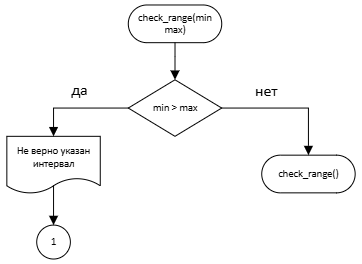 check_range(min
max)
да
нет
min > max
Не верно указан
интервал
check_range()
1